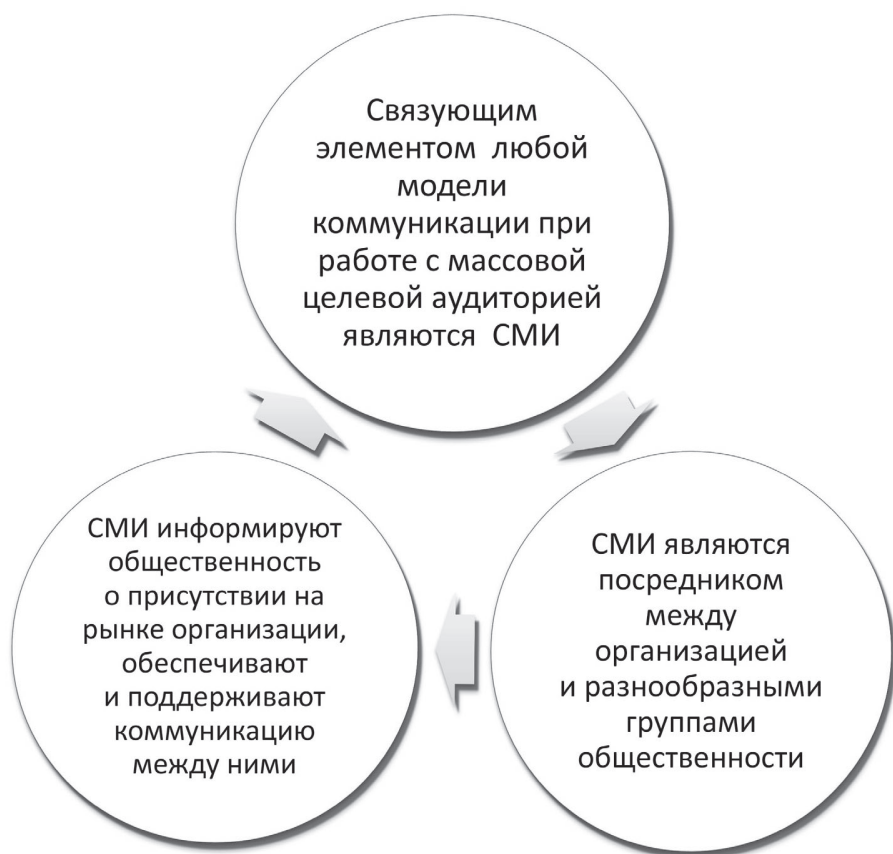 Связующим
элементом любой
модели
коммуникации при
работе с массовой
целевой аудиторией
являются СМИ
СМИ информируют
общественность
о присутствии на
рынке организации,
обеспечивают
и поддерживают
коммуникацию
между ними
СМИ являются
посредником
между
организацией
и разнообразными
группами
общественности